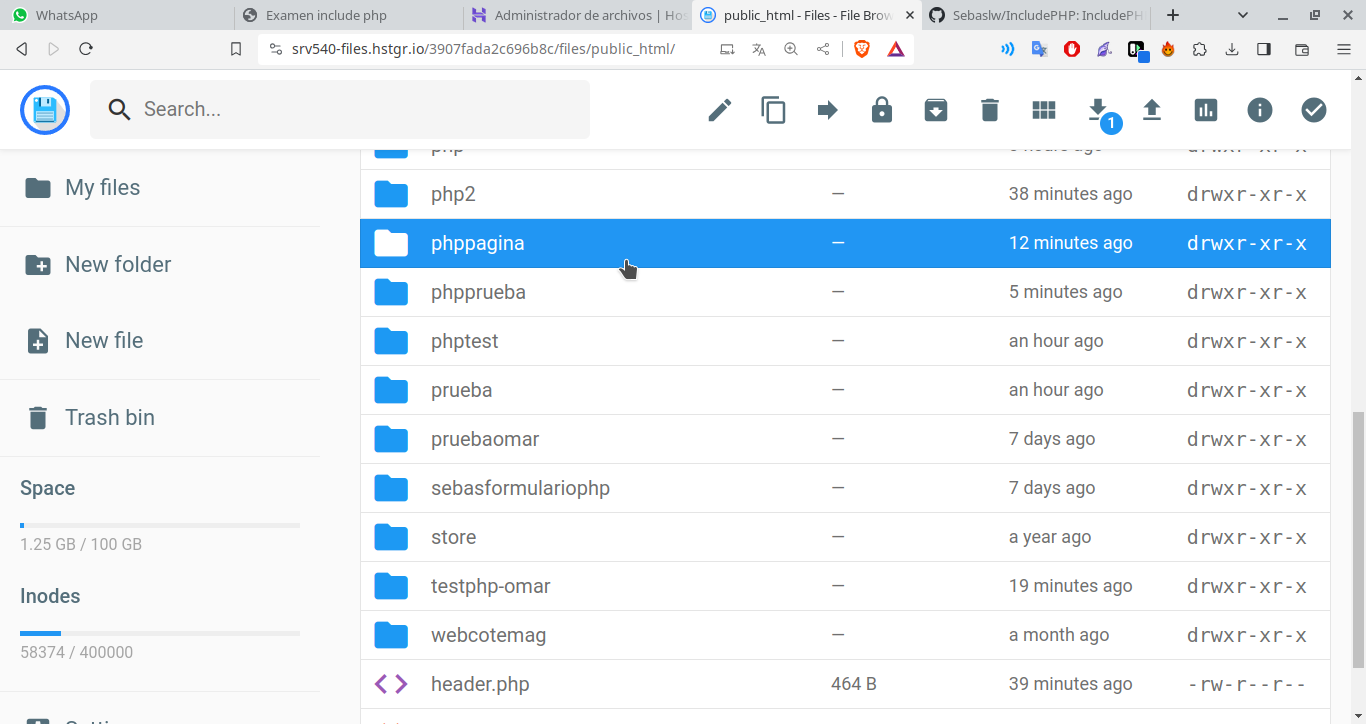 WhatsApp
Examen include php
Administrador de archivos | Hos
public_html - Files - File Brow
Sebaslw/IncludePHP: IncludePH
srv540-files.hstgr.io/3907fada2c696b8c/files/public_html/
Search...
1
My files
New folder
New file
Trash bin
Space
1.25 GB / 100 GB
Inodes
58374 / 400000
php
php2 — 38 minutes ago drwxr-xr-x
phppagina — 12 minutes ago drwxr-xr-x
phpprueba — 5 minutes ago drwxr-xr-x
phptest — an hour ago drwxr-xr-x
prueba — an hour ago drwxr-xr-x
pruebaomar — 7 days ago drwxr-xr-x
sebasformulariophp — 7 days ago drwxr-xr-x
store — a year ago drwxr-xr-x
testphp-omar — 19 minutes ago drwxr-xr-x
webcotemag — a month ago drwxr-xr-x
header.php 464 B 39 minutes ago -rw-r--r--